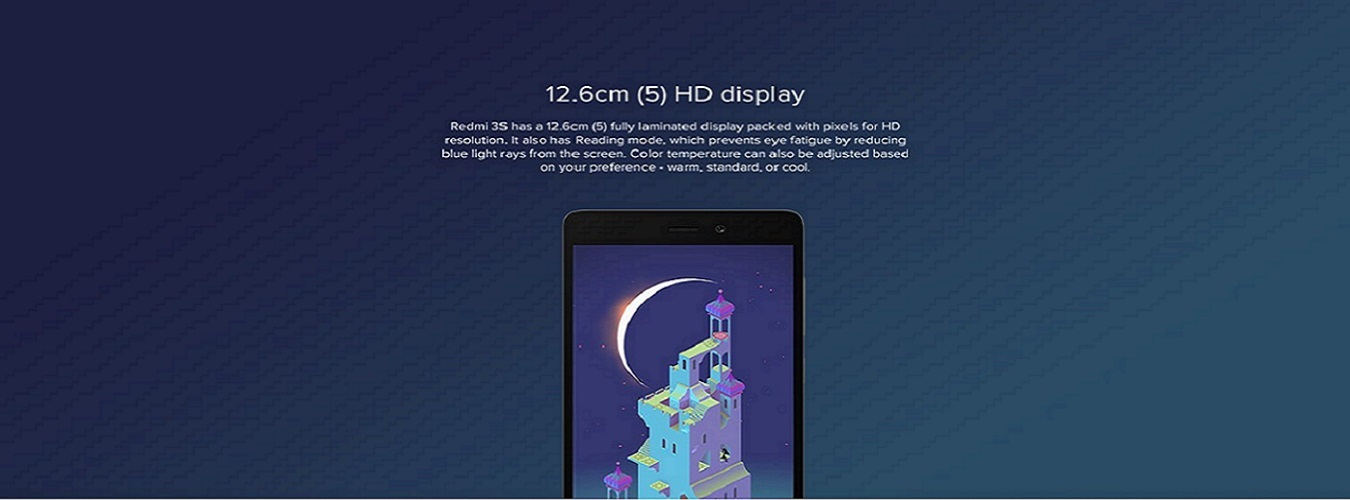 12.6cm (5) HD display
Redmi 3S has a 12.6cm (5) fully laminated display packed with pixels for HD
resolution. It also has Reading mode, which prevents eye fatigue by reducing
blue light rays from the screen. Color temperature can also be adjusted based
on your preference - warm, standard, or cool.